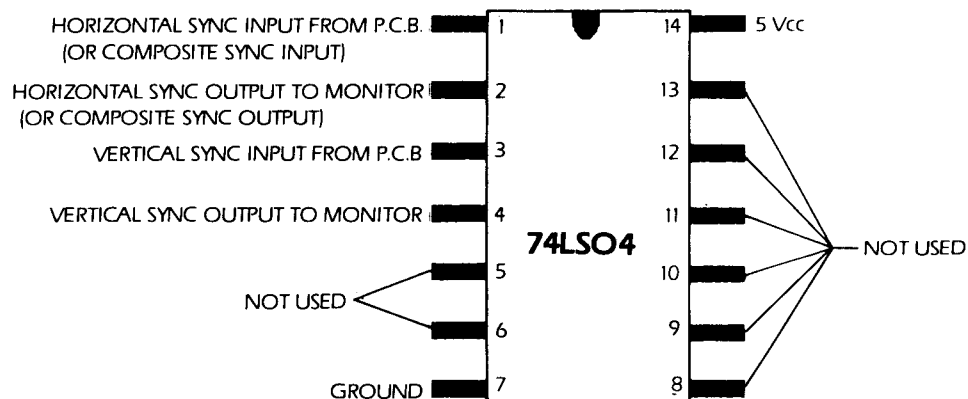 HORIZONTAL SYNC INPUT FROM P.C.B.
(OR COMPOSITE SYNC INPUT)
HORIZONTAL SYNC OUTPUT TO MONITOR
(OR COMPOSITE SYNC OUTPUT)
VERTICAL SYNC INPUT FROM P.C.B
VERTICAL SYNC OUTPUT TO MONITOR
NOT USED
GROUND
1
2
3
4
5
6
7
74LSO4
14
13
12
11
10
9
8
5 Vcc
NOT USED